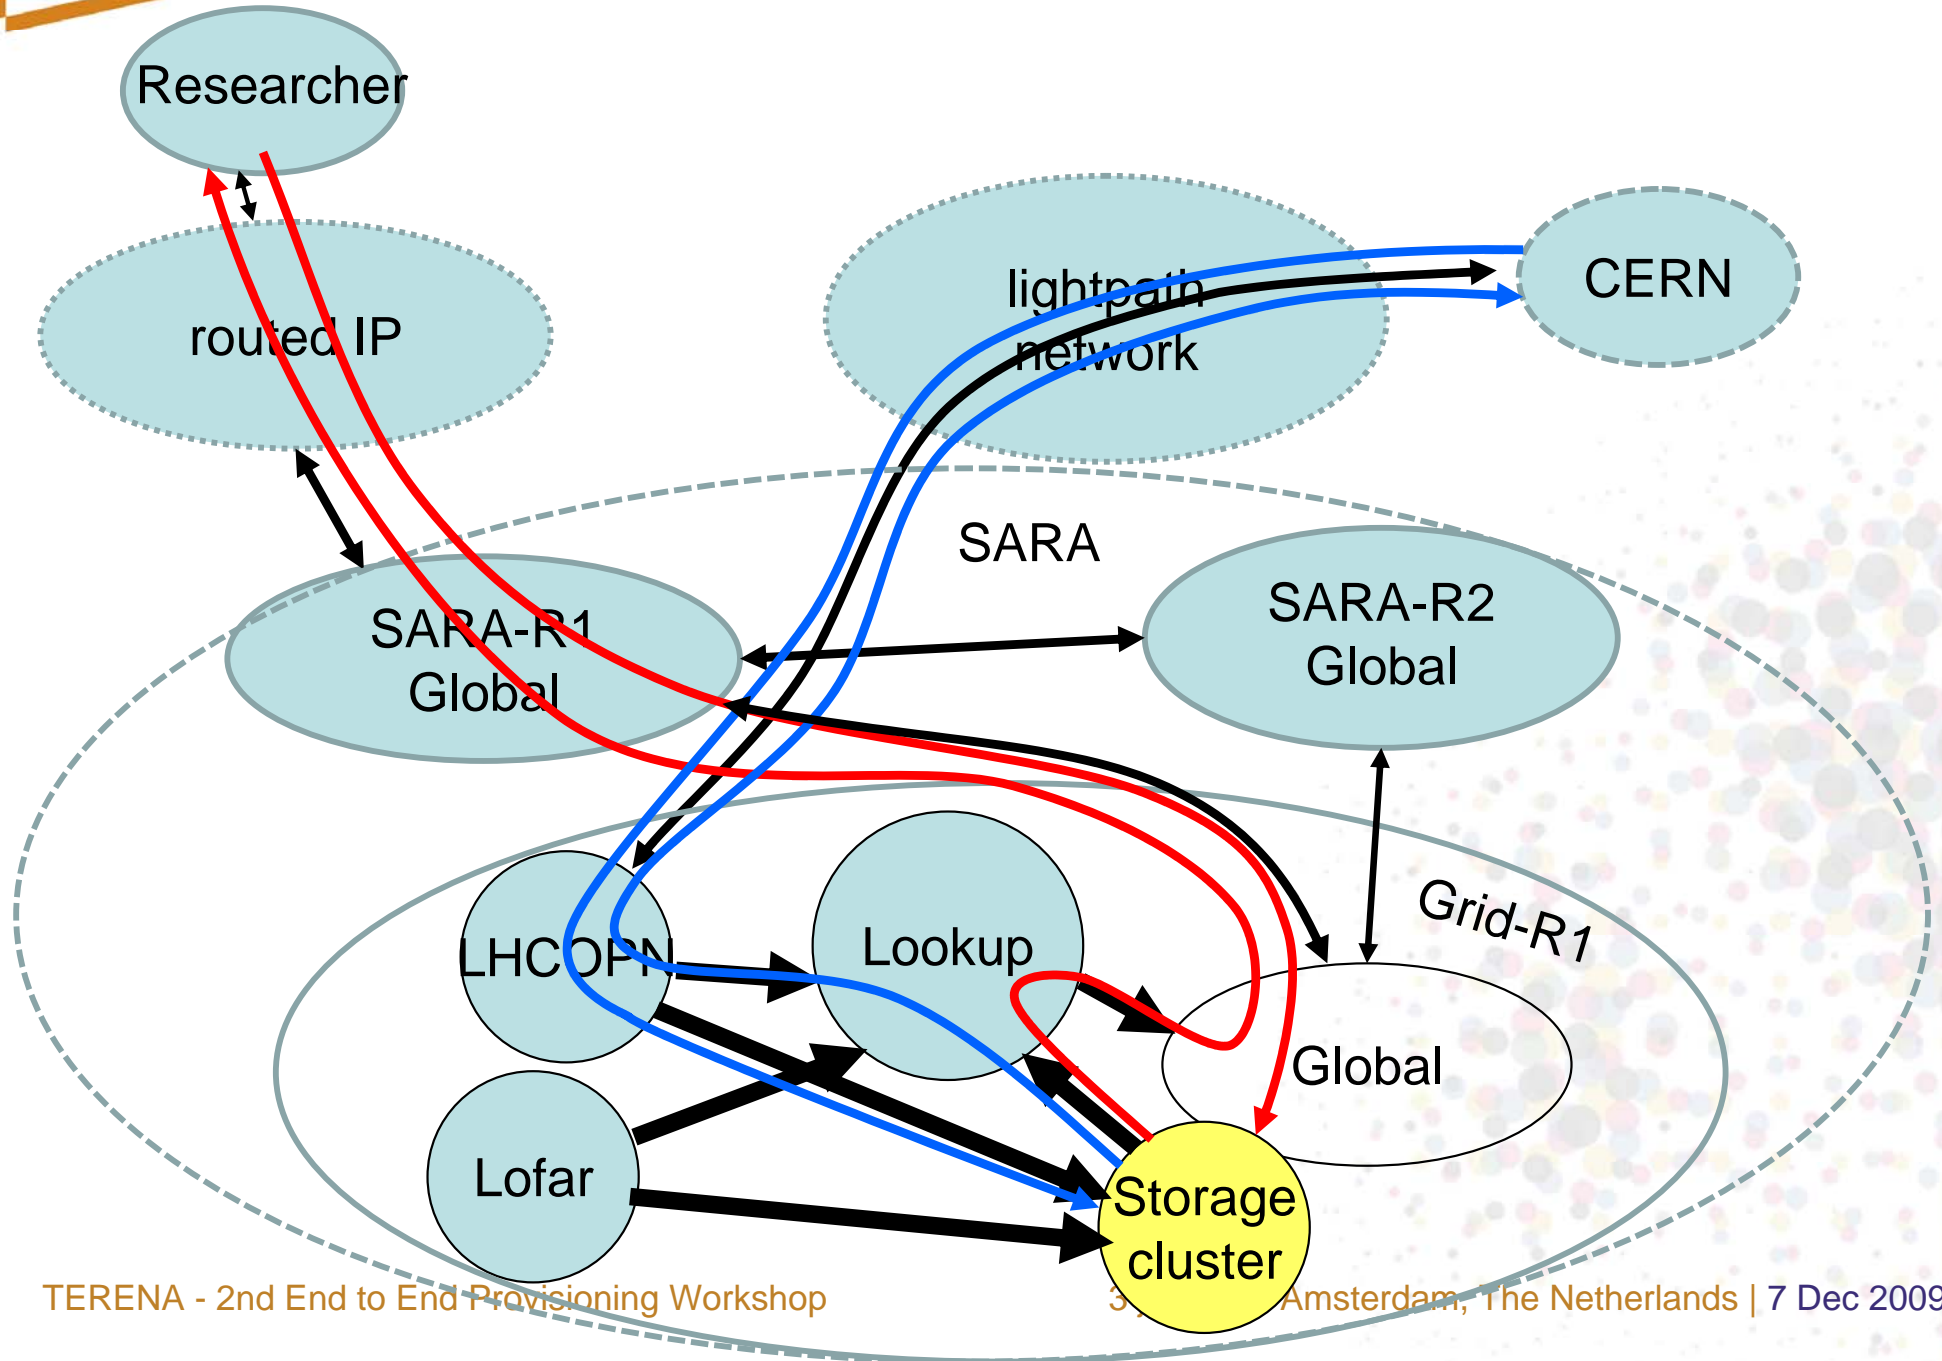 Researcher
lightpath
network
CERN
routed IP
SARA
SARA-R1
Global
SARA-R2
Global
Grid-R1
LHCOPN
Lookup
Global
Lofar
Storage
cluster
TERENA - 2nd End to End Provisioning Workshop
3 Amsterdam, The Netherlands | 7 Dec 2009